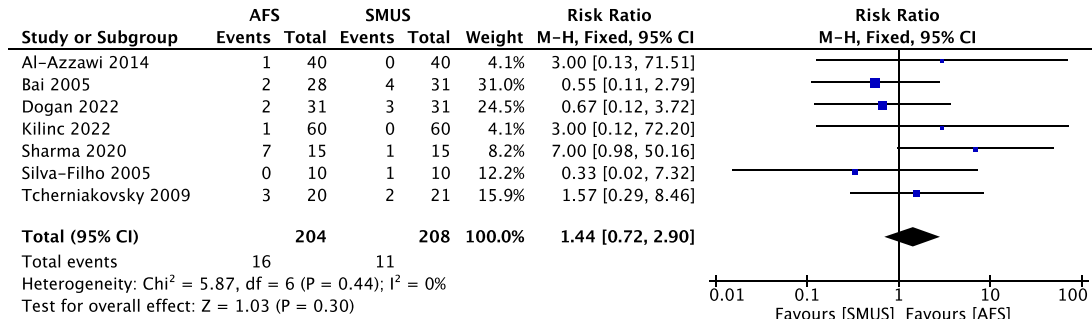 AFS SMUS Risk Ratio Risk Ratio
Study or Subgroup Events Total Events Total Weight M-H, Fixed, 95% CI M-H, Fixed, 95% CI
Al-Azzawi 2014 1 40 0 40 4.1% 3.00 [0.13, 71.51]
Bai 2005 2 28 4 31 31.0% 0.55 [0.11, 2.79]
Dogan 2022 2 31 3 31 24.5% 0.67 [0.12, 3.72]
Kilinc 2022 1 60 0 60 4.1% 3.00 [0.12, 72.20]
Sharma 2020 7 15 1 15 8.2% 7.00 [0.98, 50.16]
Silva-Filho 2005 0 10 1 10 12.2% 0.33 [0.02, 7.32]
Tcherniakovsky 2009 3 20 2 21 15.9% 1.57 [0.29, 8.46]
Total (95% CI) 204 208 100.0% 1.44 [0.72, 2.90]
Total events 16 11
Heterogeneity: Chi² = 5.87, df = 6 (P = 0.44); I² = 0%
Test for overall effect: Z = 1.03 (P = 0.30)
0.01 0.1 1 10 100
Favours [SMUS] Favours [AFS]